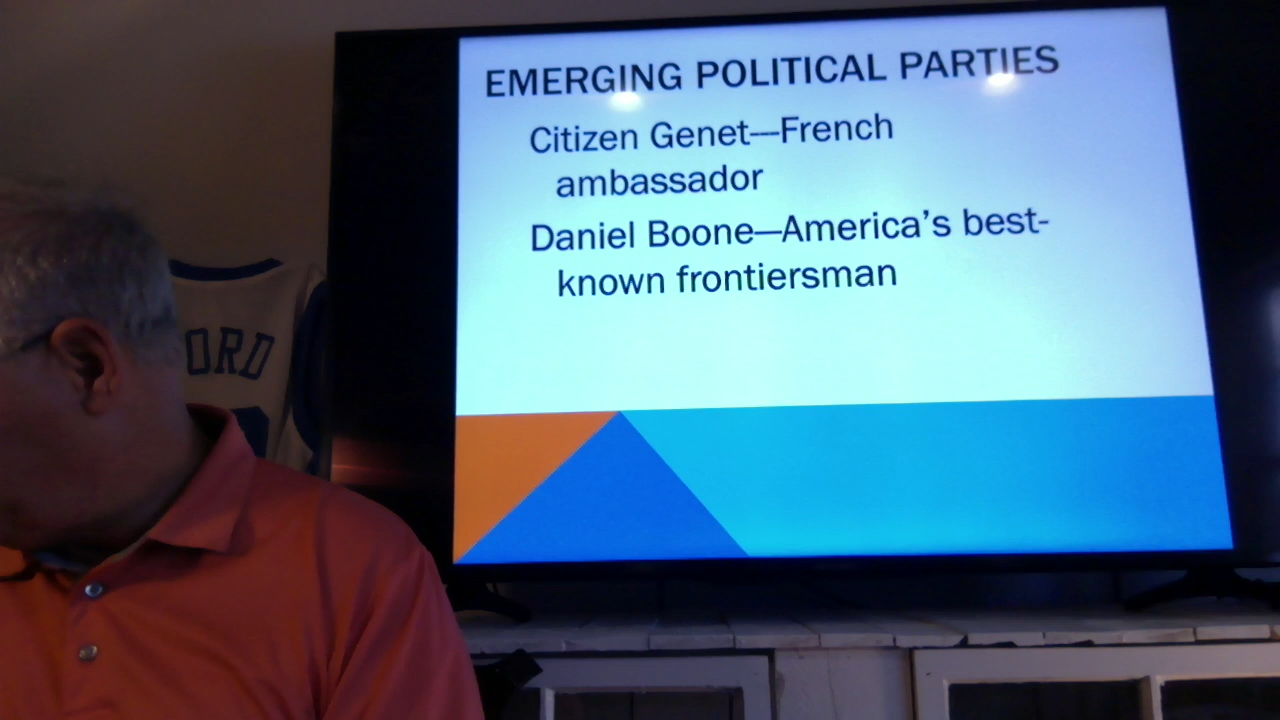 EMERGING POLITICAL PARTIES
Citizen Genet—French
ambassador
Daniel Boone—America's best-
known frontiersman
ORD